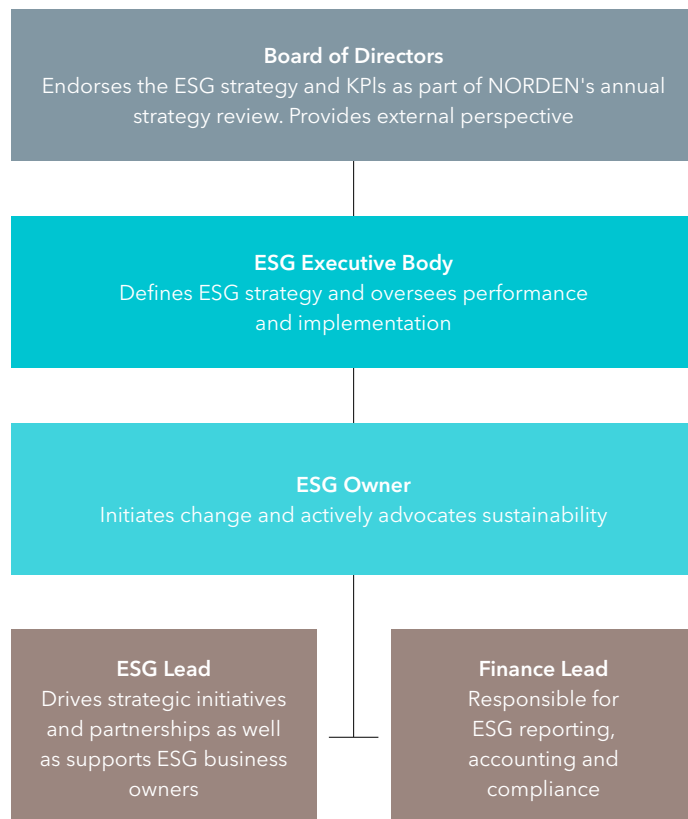 Board of Directors
Endorses the ESG strategy and KPIs as part of NORDEN's annual
strategy review. Provides external perspective
ESG Executive Body
Defines ESG strategy and oversees performance
and implementation
ESG Owner
Initiates change and actively advocates sustainability
ESG Lead
Drives strategic initiatives
and partnerships as well
as supports ESG business
owners
Finance Lead
Responsible for
ESG reporting,
accounting and
compliance